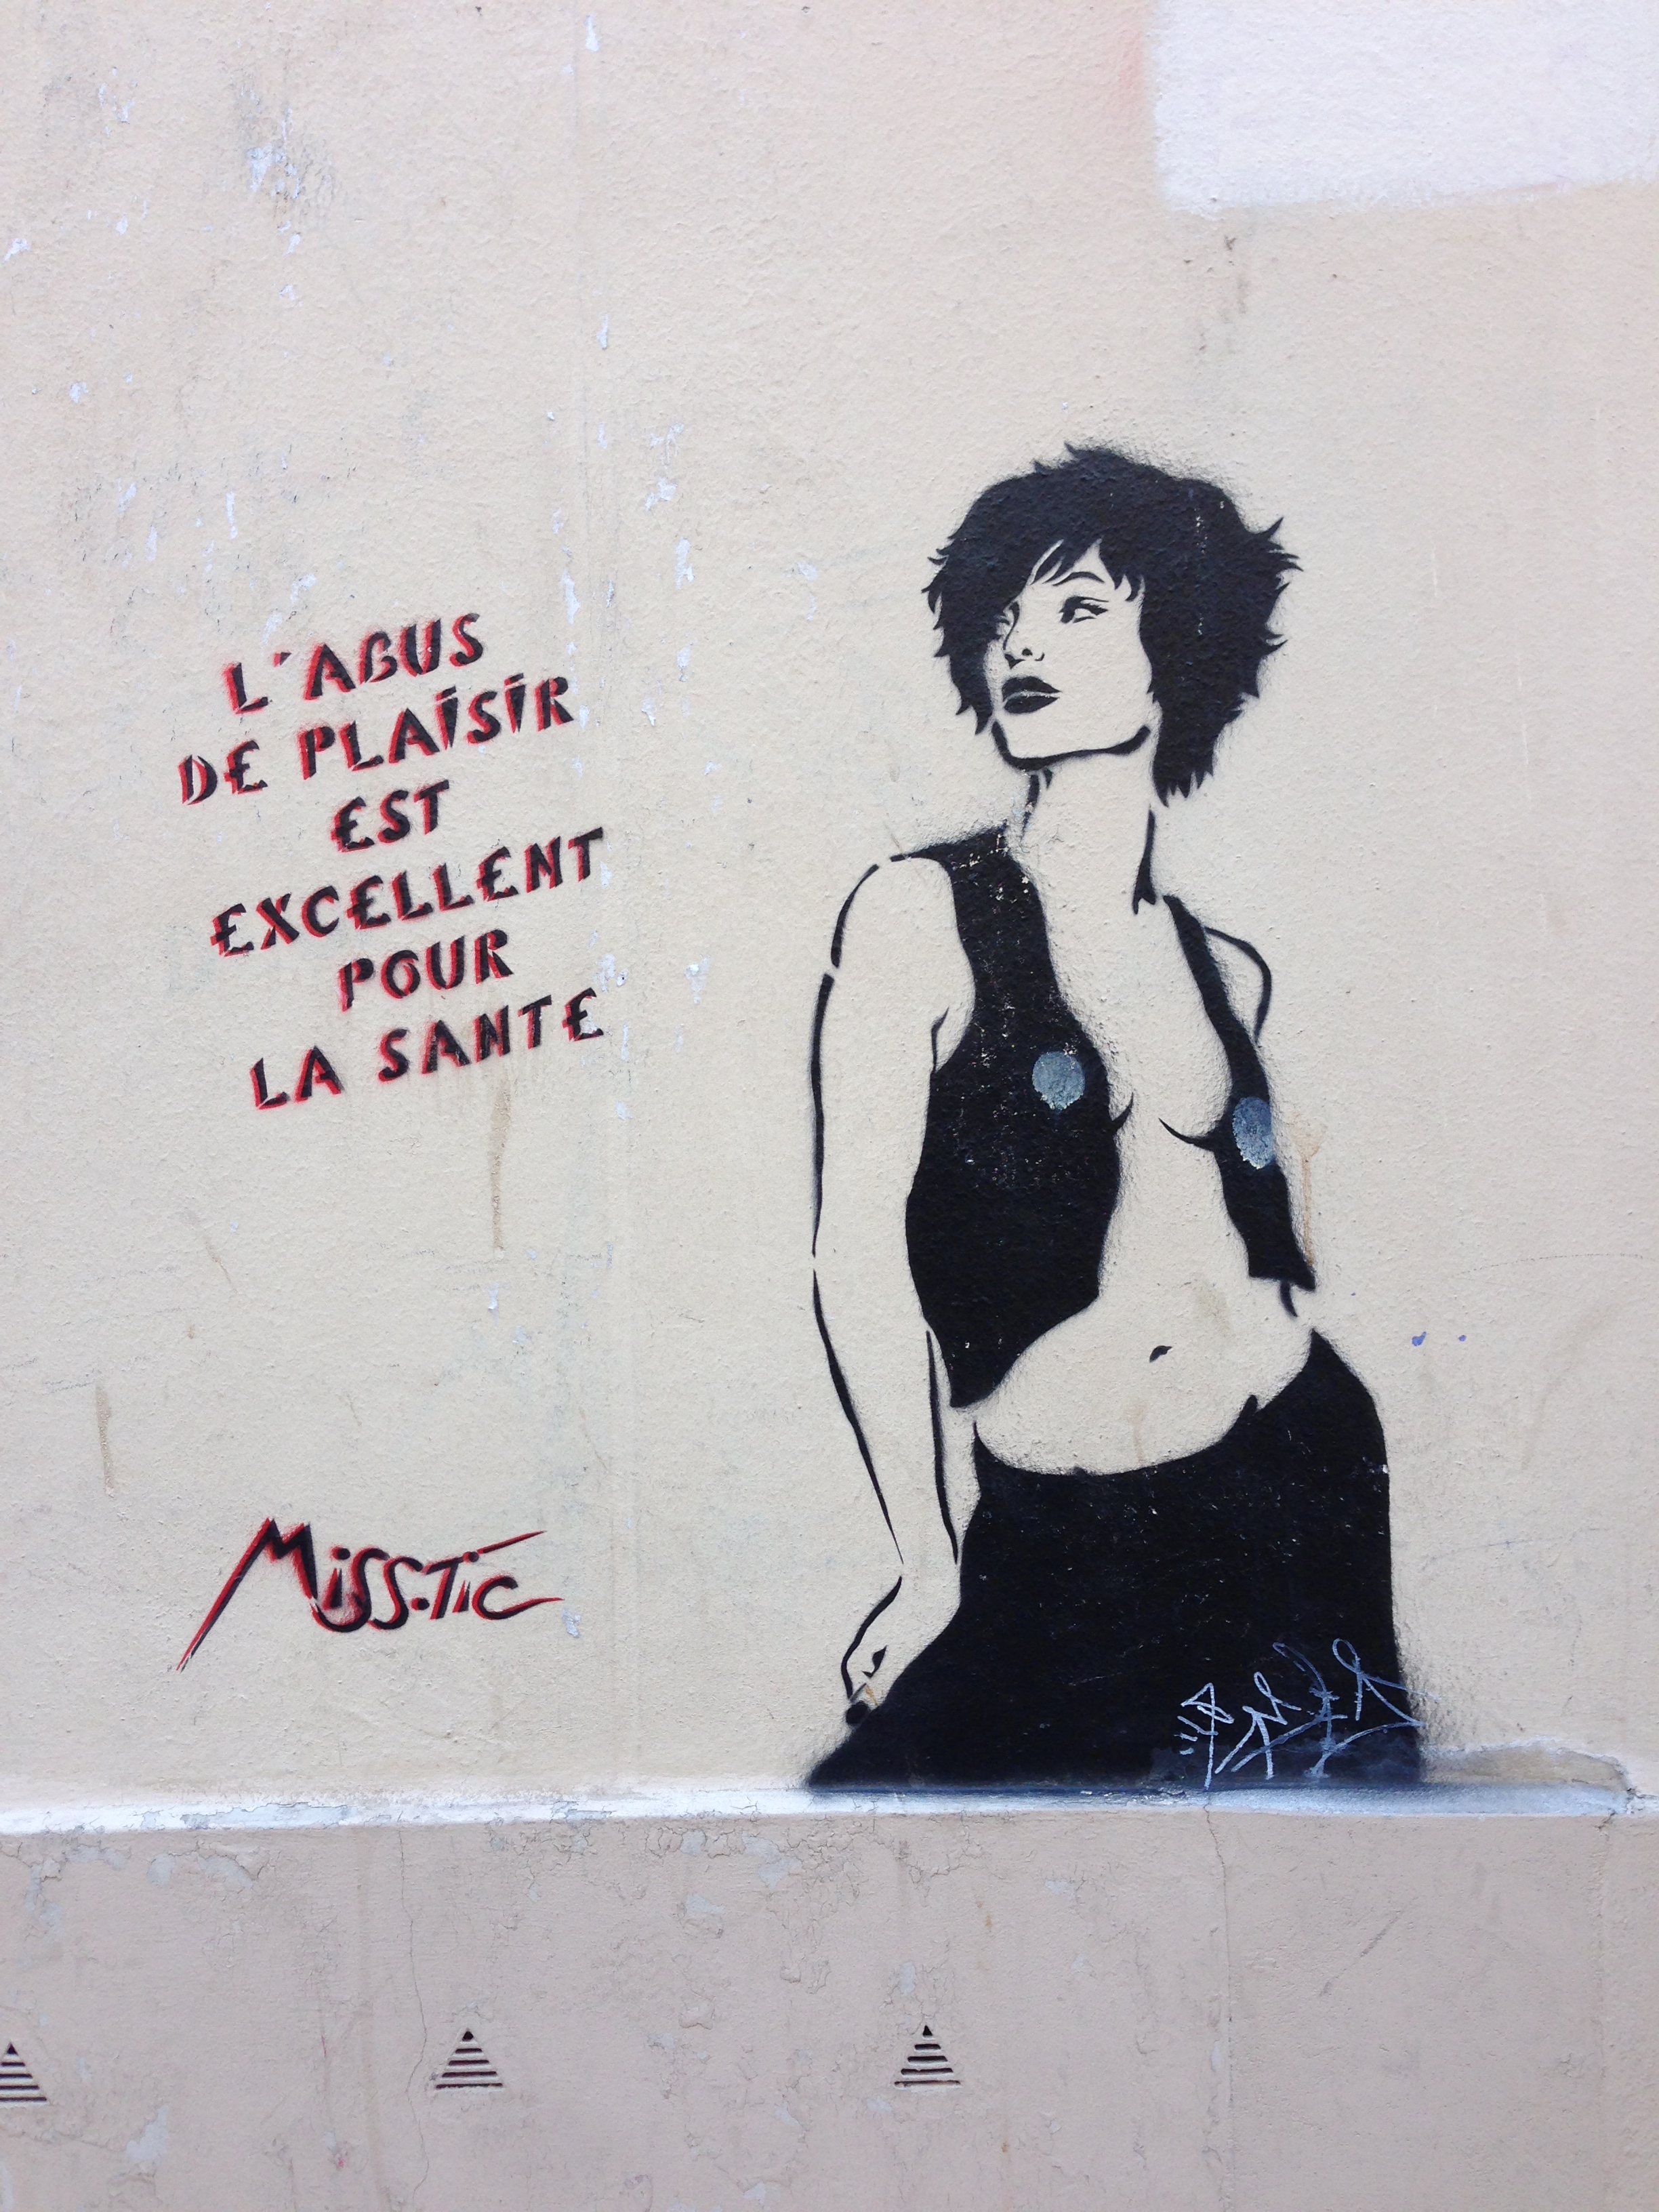 L'ABUS
DE PLAiSiR
EST
EXCELLENT
POUR
LA SANTE
MiSS.TiC